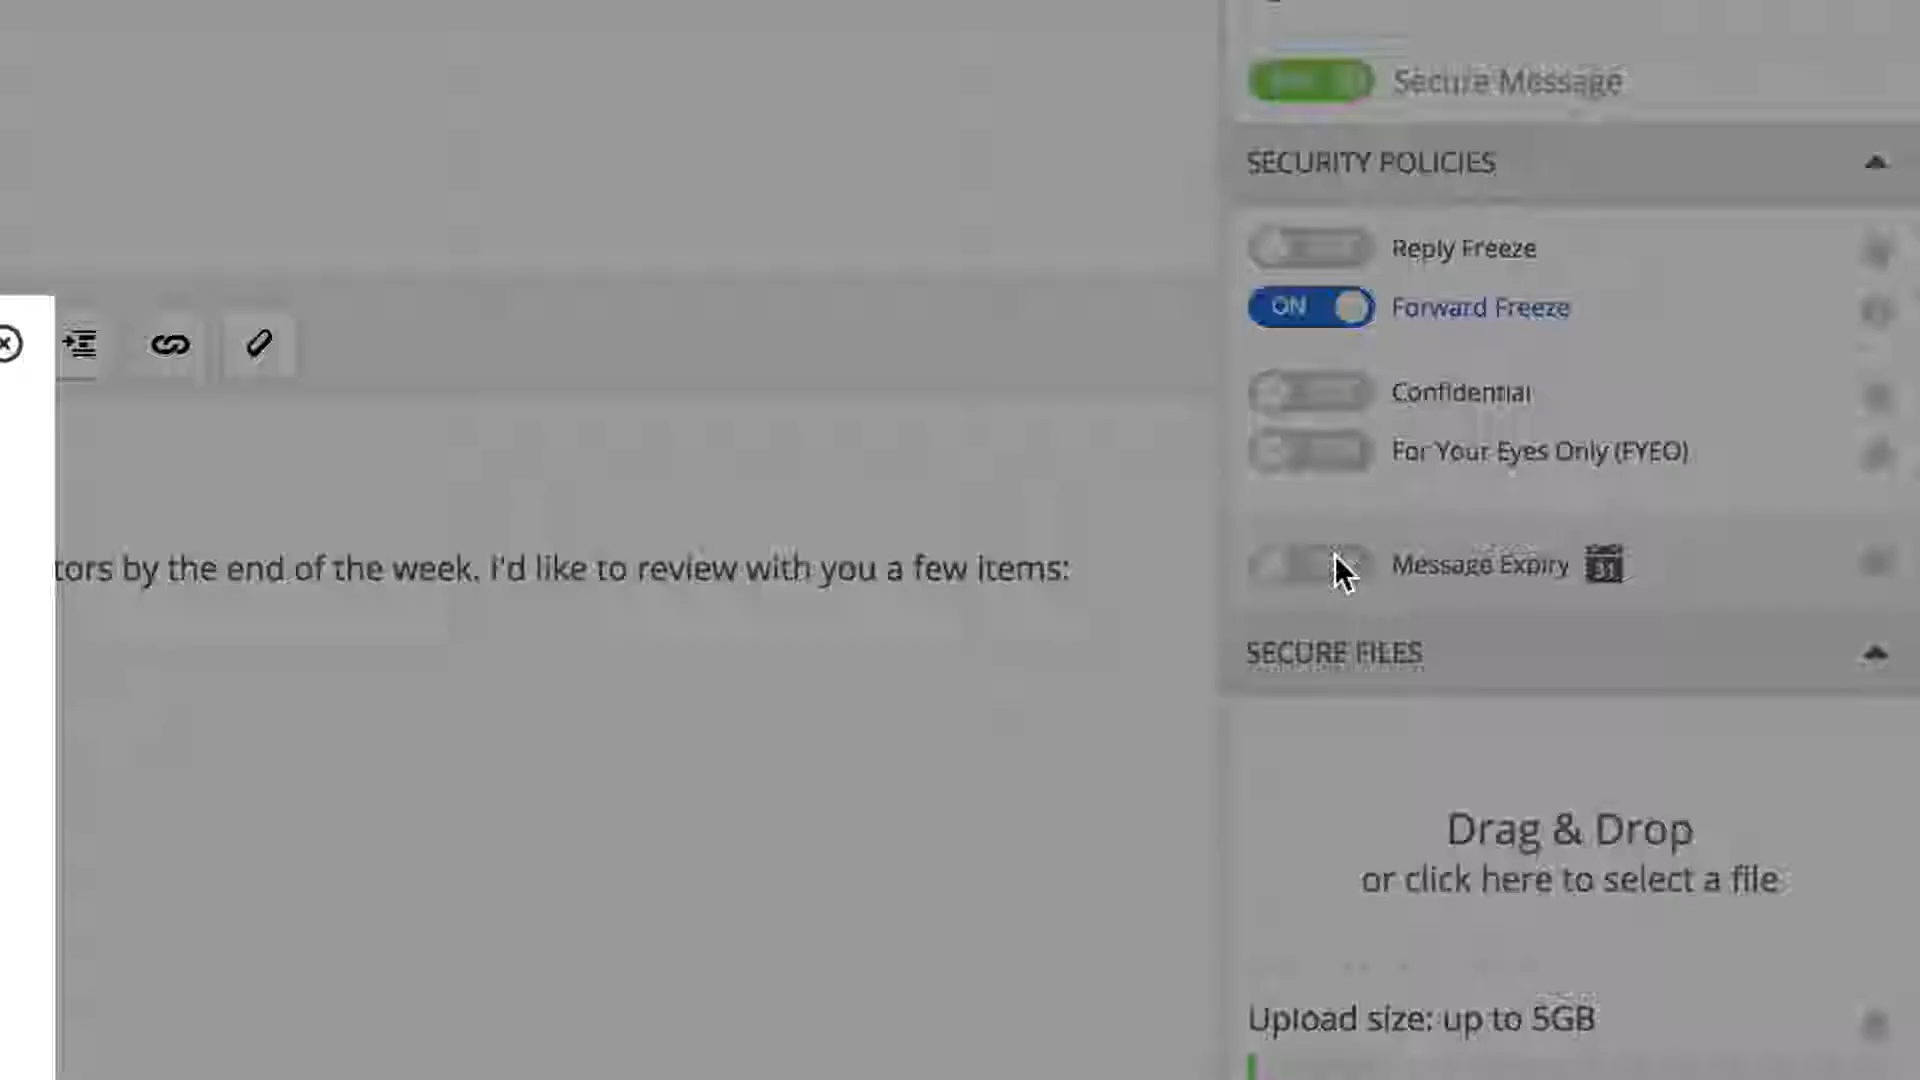 Secure Message
SECURITY POLICIES
Reply Freeze
ON Forward Freeze
Confidential
For Your Eyes Only (FYEO)
tors by the end of the week. I'd like to review with you a few items:
Message Expiry 31
SECURE FILES
Drag & Drop
or click here to select a file
Upload size: up to 5GB